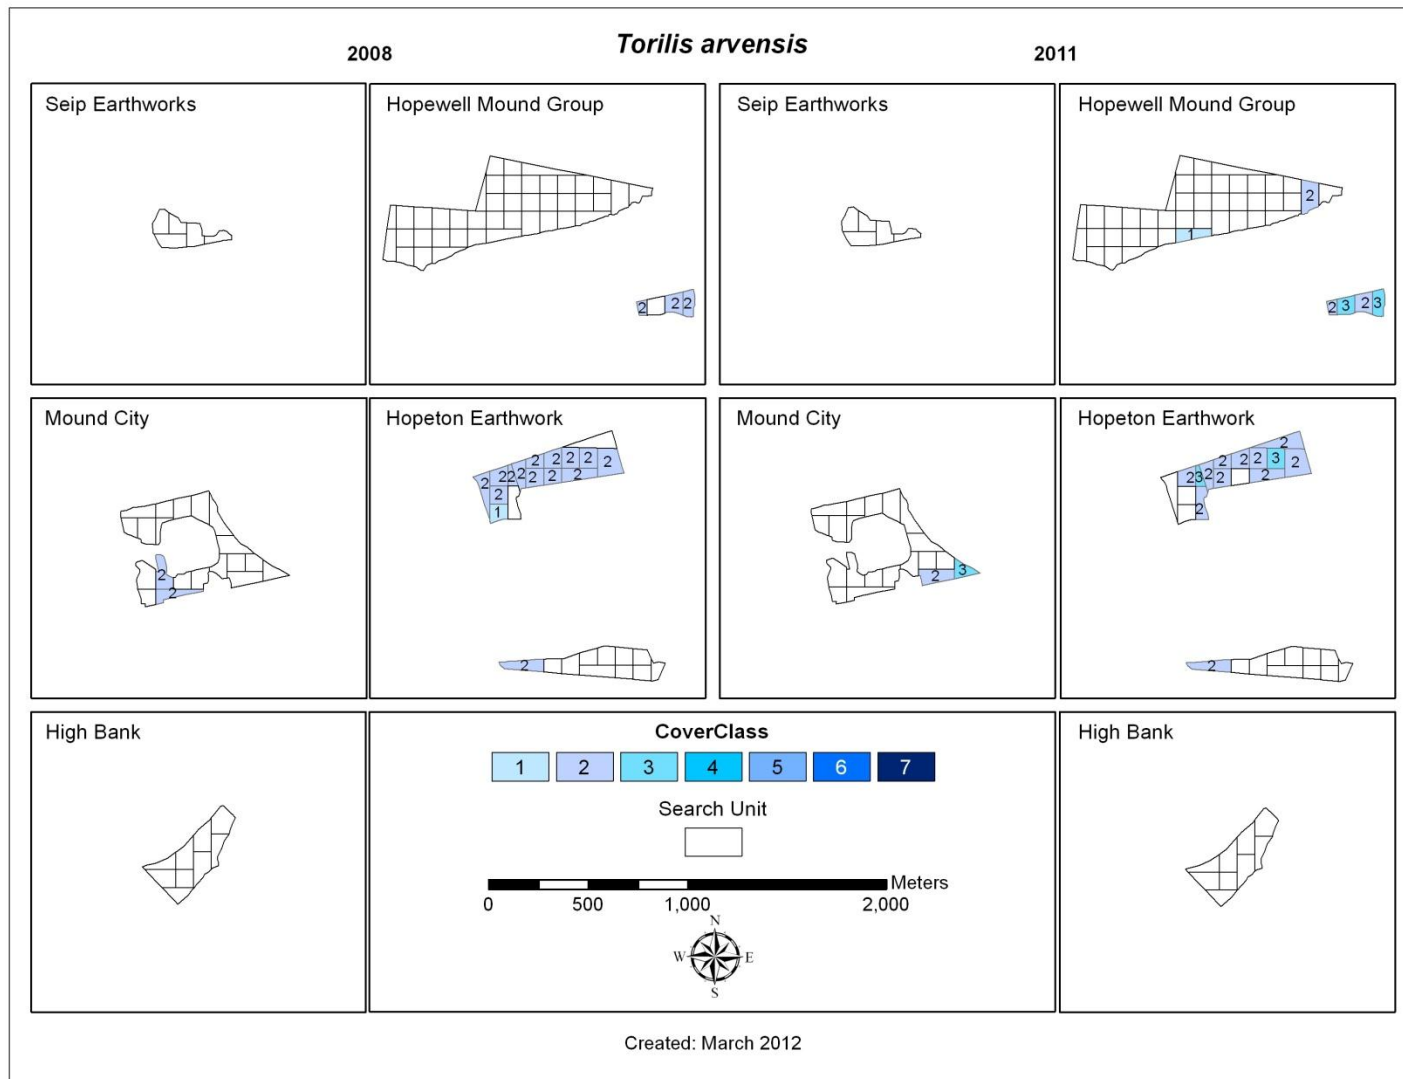 Torilis arvensis
2008
2011
Seip Earthworks
Hopewell Mound Group
2 2 2
Seip Earthworks
Hopewell Mound Group
2
1
2 3 2 3
Mound City
2
2
Hopeton Earthwork
2 2 2 2 2
2 2 2 2 2 2 2 2
2
1
2
Mound City
2 3
Hopeton Earthwork
2
2 2 2 3 2
2 3 2 2 2
2
2
High Bank
CoverClass
1 2 3 4 5 6 7
Search Unit
Meters
0 500 1,000 2,000
N
W E
S
High Bank
Created: March 2012